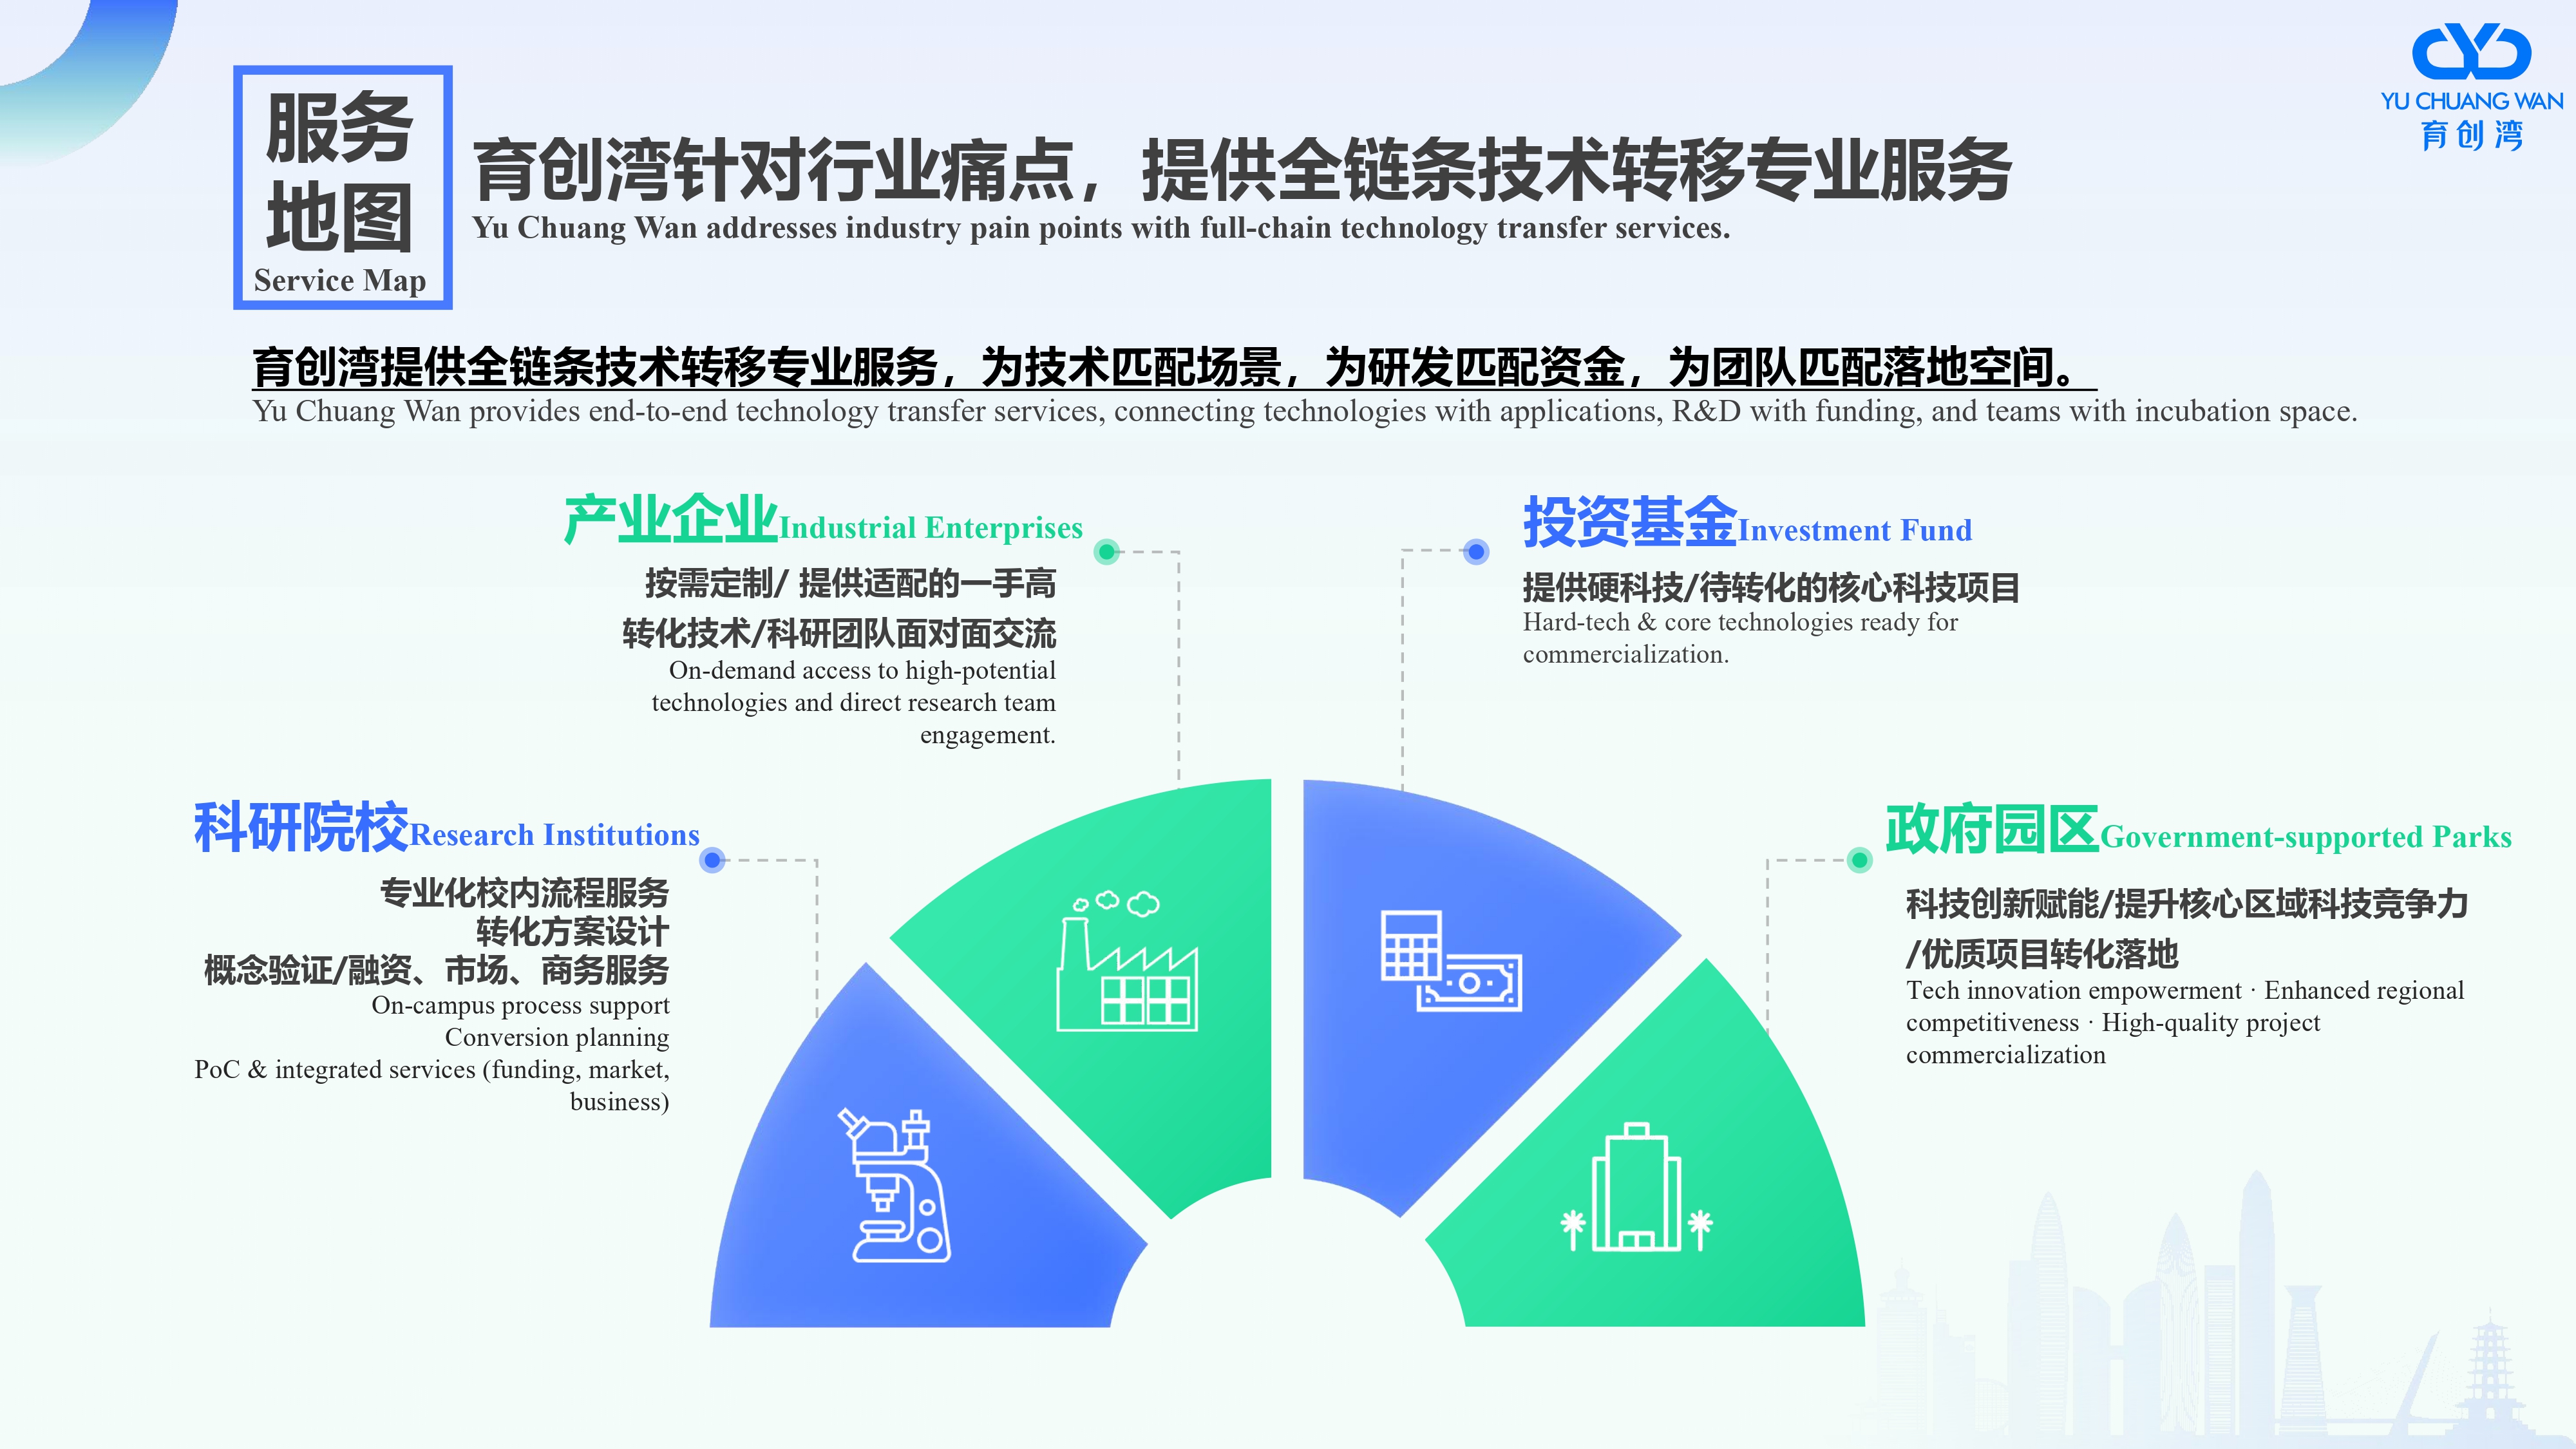 YU CHUANG WAN
育创湾
服务
地图
Service Map
育创湾针对行业痛点，提供全链条技术转移专业服务
Yu Chuang Wan addresses industry pain points with full-chain technology transfer services.
育创湾提供全链条技术转移专业服务，为技术匹配场景，为研发匹配资金，为团队匹配落地空间。
Yu Chuang Wan provides end-to-end technology transfer services, connecting technologies with applications, R&D with funding, and teams with incubation space.
产业企业Industrial Enterprises
按需定制/ 提供适配的一手高
转化技术/科研团队面对面交流
On-demand access to high-potential
technologies and direct research team
engagement.
投资基金Investment Fund
提供硬科技/待转化的核心科技项目
Hard-tech & core technologies ready for
commercialization.
科研院校Research Institutions
专业化校内流程服务
转化方案设计
概念验证/融资、市场、商务服务
On-campus process support
Conversion planning
PoC & integrated services (funding, market,
business)
政府园区Government-supported Parks
科技创新赋能/提升核心区域科技竞争力
/优质项目转化落地
Tech innovation empowerment · Enhanced regional
competitiveness · High-quality project
commercialization